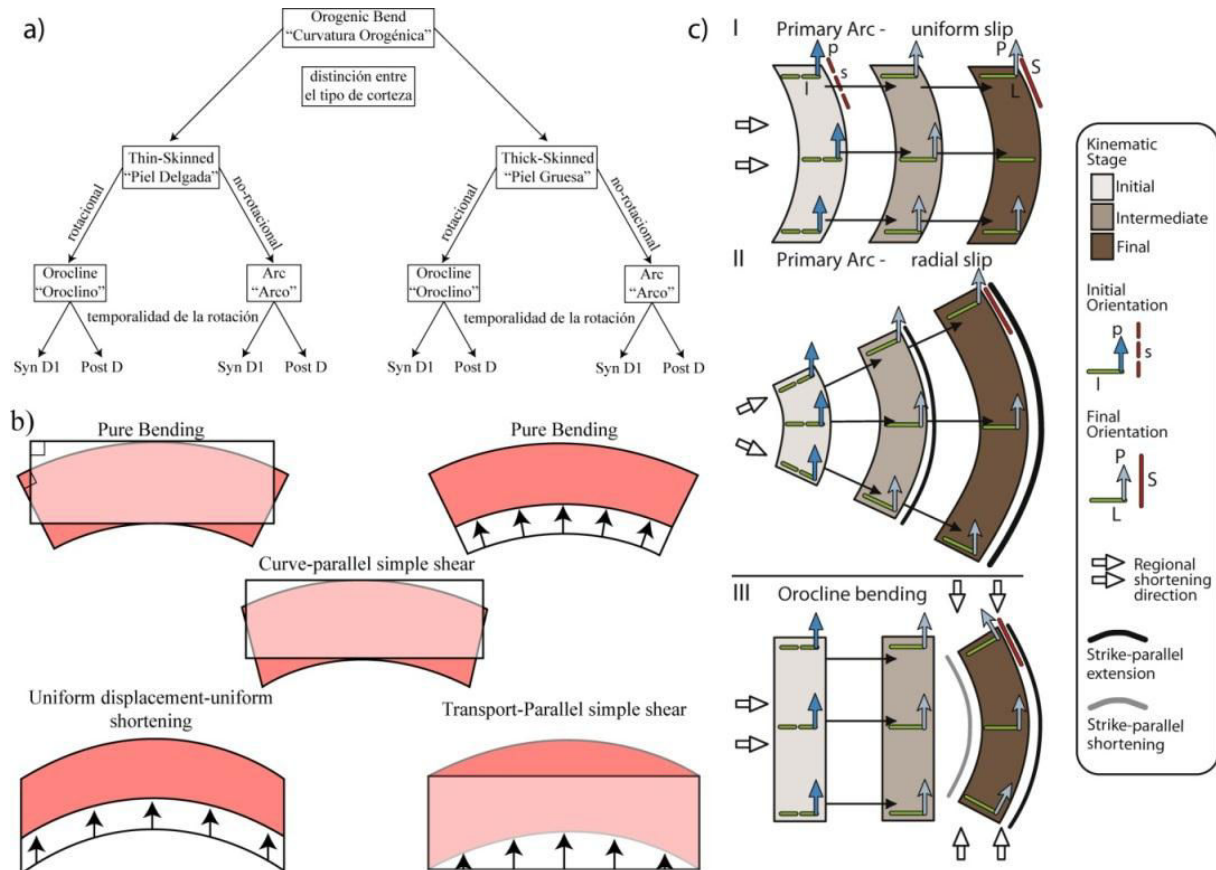 a)
Orogenic Bend
“Curvatura Orogénica”
distinción entre
el tipo de corteza
Thin-Skinned
“Piel Delgada”
Thick-Skinned
“Piel Gruesa”
rotacional
no-rotacional
rotacional
no-rotacional
Orocline
“Oroclino”
Arc
“Arco”
Orocline
“Oroclino”
Arc
“Arco”
temporalidad de la rotación
temporalidad de la rotación
Syn D1
Post D
Syn D1
Post D
Syn D1
Post D
Syn D1
Post D
b)
Pure Bending
Pure Bending
Curve-parallel simple shear
Uniform displacement-uniform
shortening
Transport-Parallel simple shear
c)
I Primary Arc - uniform slip
p
s
l
P
S
L
II Primary Arc - radial slip
III Orocline bending
Kinematic
Stage
Initial
Intermediate
Final
Initial
Orientation
p
s
l
Final
Orientation
P
S
L
Regional
shortening
direction
Strike-parallel
extension
Strike-parallel
shortening